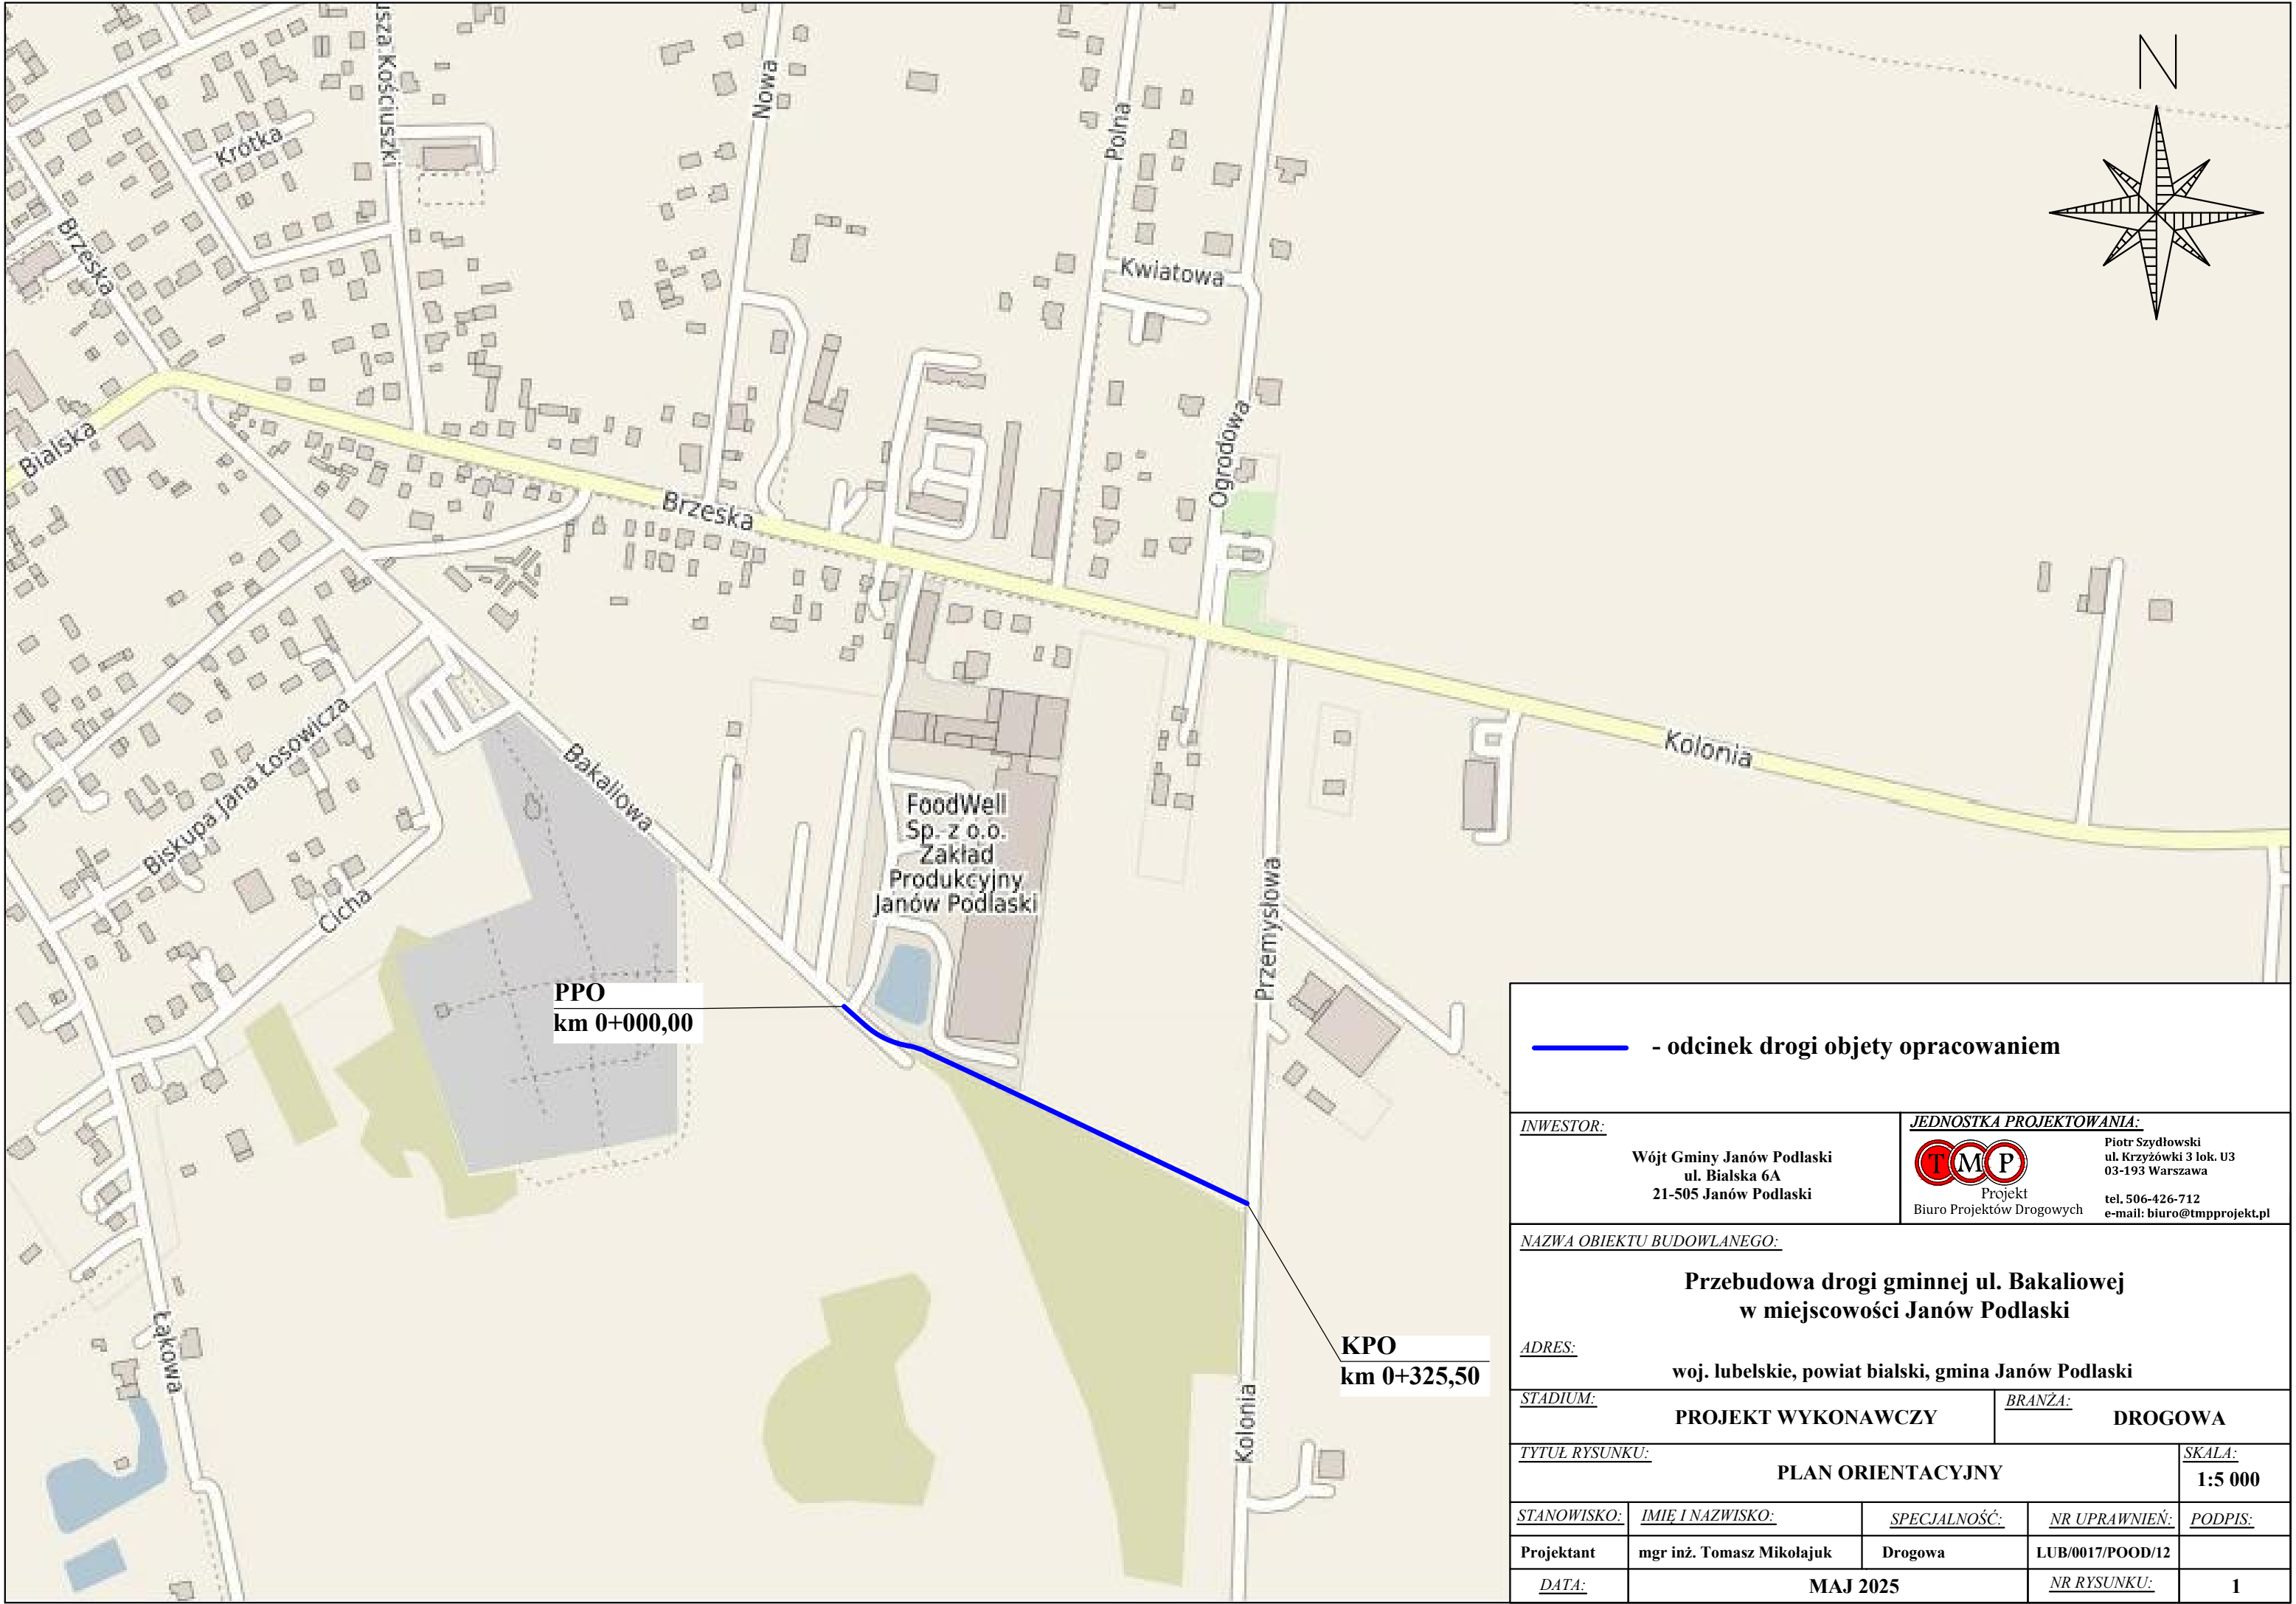 usza Kościuszki
Nowa
Polna
N
Krótka
Brzeska
Kwiatowa
Bialska
Ogrodowa
Brzeska
Kolonia
Biskupa Jana Łosowicza
Bakaliowa
FoodWell
Sp. z o.o.
Zakład
Produkcyjny
Janów Podlaski
Cicha
Przemysłowa
PPO
km 0+000,00
KPO
km 0+325,50
Łąkowa
Kolonia
- odcinek drogi objety opracowaniem
INWESTOR:
Wójt Gminy Janów Podlaski
ul. Bialska 6A
21-505 Janów Podlaski
JEDNOSTKA PROJEKTOWANIA:
TMP
Projekt
Biuro Projektów Drogowych
Piotr Szydłowski
ul. Krzyżówki 3 lok. U3
03-193 Warszawa
tel. 506-426-712
e-mail: biuro@tmpprojekt.pl
NAZWA OBIEKTU BUDOWLANEGO:
Przebudowa drogi gminnej ul. Bakaliowej
w miejscowości Janów Podlaski
ADRES:
woj. lubelskie, powiat bialski, gmina Janów Podlaski
STADIUM:
PROJEKT WYKONAWCZY
BRANŻA:
DROGOWA
TYTUŁ RYSUNKU:
PLAN ORIENTACYJNY
SKALA:
1:5 000
STANOWISKO: IMIĘ I NAZWISKO: SPECJALNOŚĆ: NR UPRAWNIEŃ: PODPIS:
Projektant mgr inż. Tomasz Mikołajuk Drogowa LUB/0017/POOD/12
DATA: MAJ 2025 NR RYSUNKU: 1